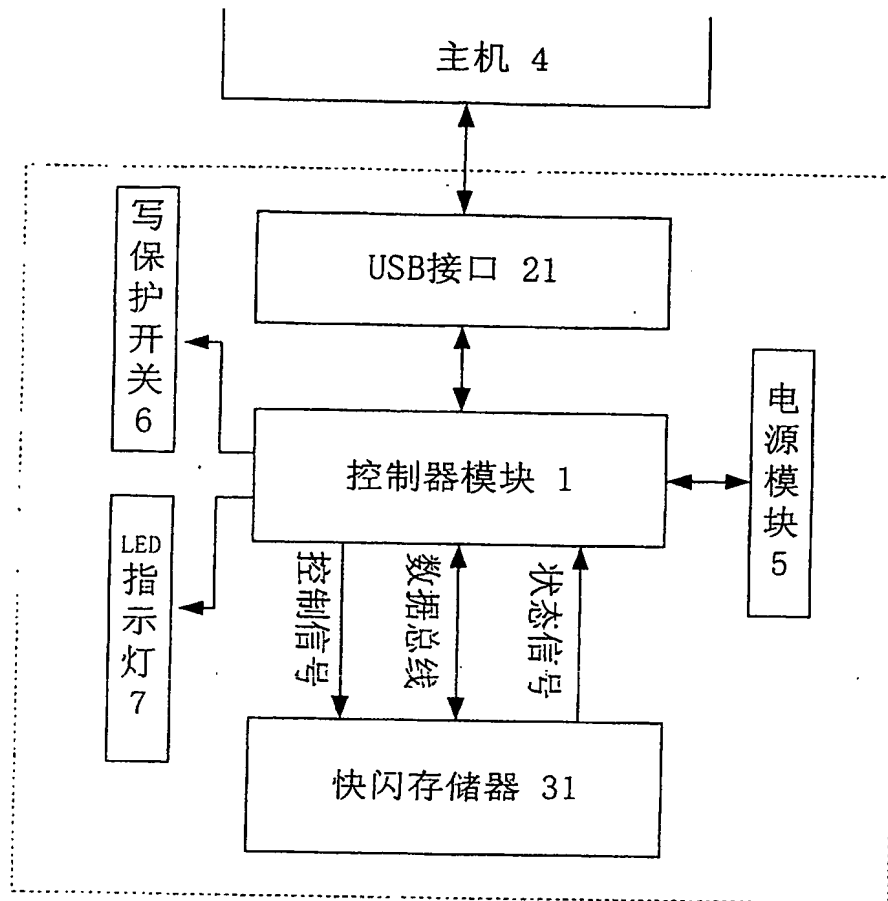 主机 4
写保护开关6
USB接口 21
电源模块5
控制器模块 1
LED指示灯7
控制信号
数据总线
状态信号
快闪存储器 31